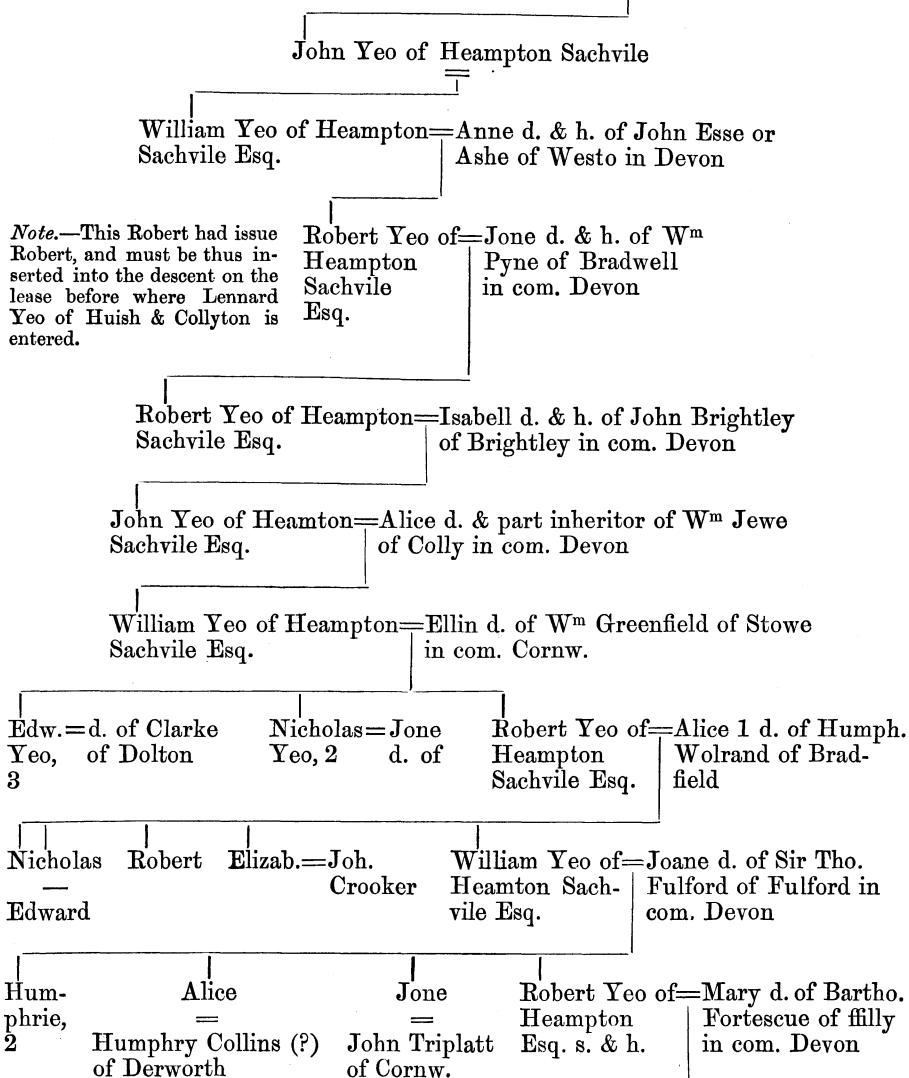 John Yeo of Heampton Sachvile
=
William Yeo of Heampton=Anne d. & h. of John Esse or
Sachvile Esq.
Ashe of Westo in Devon
Note.—This Robert had issue
Robert, and must be thus in-
serted into the descent on the
lease before where Lennard
Yeo of Huish & Collyton is
entered.
Robert Yeo of=Jone d. & h. of Wm
Heampton
Sachvile
Esq.
Pyne of Bradwell
in com. Devon
Robert Yeo of Heampton=Isabell d. & h. of John Brightley
Sachvile Esq.
of Brightley in com. Devon
John Yeo of Heamton=Alice d. & part inheritor of Wm Jewe
Sachvile Esq.
of Colly in com. Devon
William Yeo of Heampton=Ellin d. of Wm Greenfield of Stowe
Sachvile Esq.
in com. Cornw.
Edw.=d. of Clarke
Yeo, of Dolton
3
Nicholas=Jone
Yeo, 2 d. of
Robert Yeo of=Alice 1 d. of Humph.
Heampton
Sachvile Esq.
Wolrand of Brad-
field
Nicholas
—
Edward
Robert
Elizab.=Joh.
Crooker
William Yeo of=Joane d. of Sir Tho.
Heamton Sach-
vile Esq.
Fulford of Fulford in
com. Devon
Hum-
phrie,
2
Alice
=
Humphry Collins (?)
of Derworth
Jone
=
John Triplatt
of Cornw.
Robert Yeo of=Mary d. of Bartho.
Heampton
Esq. s. & h.
Fortescue of ffilly
in com. Devon